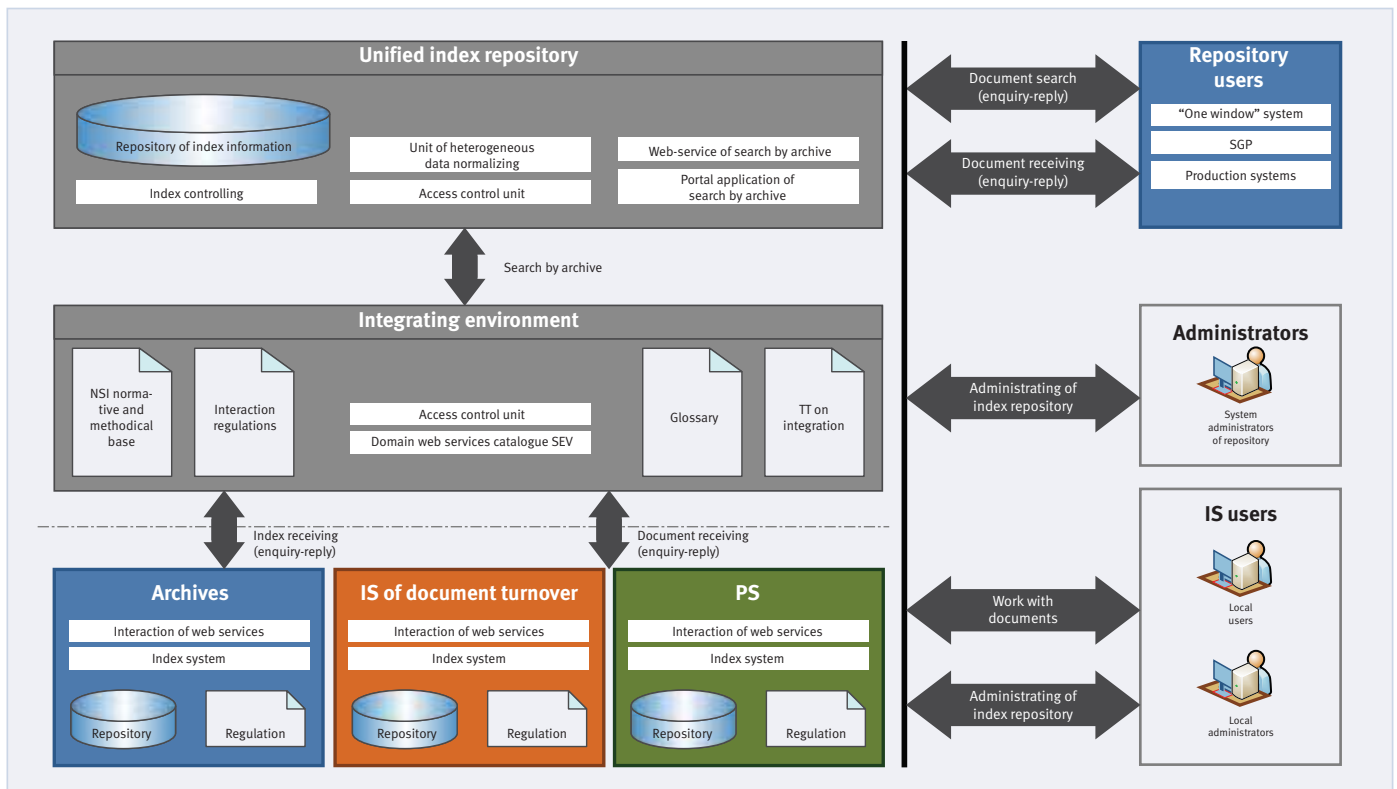 Unified index repository
Repository of index information
Index controlling
Unit of heterogeneous
data normalizing
Access control unit
Web-service of search by archive
Portal application of
search by archive
Search by archive
Integrating environment
NSI norma-
tive and
methodical
base
Interaction
regulations
Access control unit
Domain web services catalogue SEV
Glossary
TT on
integration
Index receiving
(enquiry-reply)
Document receiving
(enquiry-reply)
Archives
Interaction of web services
Index system
Repository
Regulation
IS of document turnover
Interaction of web services
Index system
Repository
Regulation
PS
Interaction of web services
Index system
Repository
Regulation
Document search
(enquiry-reply)
Document receiving
(enquiry-reply)
Repository
users
“One window” system
SGP
Production systems
Administrating of
index repository
Administrators
System
administrators
of repository
Work with
documents
Administrating of
index repository
IS users
Local
users
Local
administrators